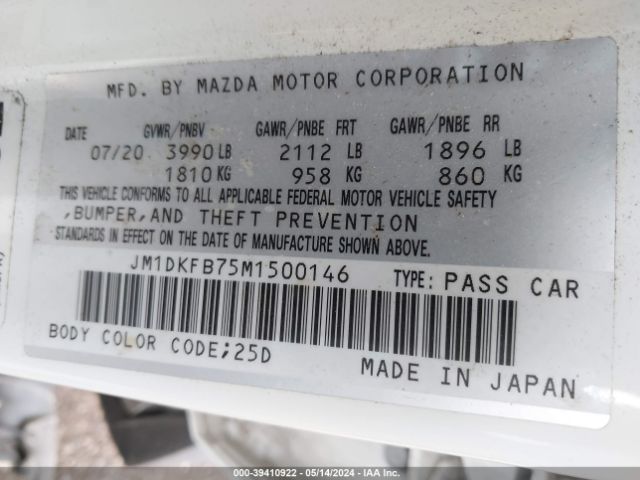 MFD. BY MAZDA MOTOR CORPORATION
DATE GVWR/PNBV GAWR/PNBE FRT GAWR/PNBE RR
07/20 3990 LB 2112 LB 1896 LB
1810 KG 958 KG 860 KG
THIS VEHICLE CONFORMS TO ALL APPLICABLE FEDERAL MOTOR VEHICLE SAFETY
,BUMPER,AND THEFT PREVENTION
STANDARDS IN EFFECT ON THE DATE OF MANUFACTURE SHOWN ABOVE.
JM1DKFB75M1500146 TYPE: PASS CAR
BODY COLOR CODE;25D
MADE IN JAPAN
000-39410922 - 05/14/2024 - IAA Inc.